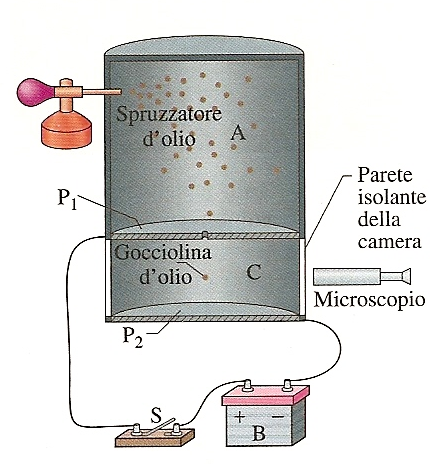 Spruzzatore
d'olio
A
Parete
isolante
della
camera
P1
Gocciolina
d'olio
C
Microscopio
P2
S
+ −
B